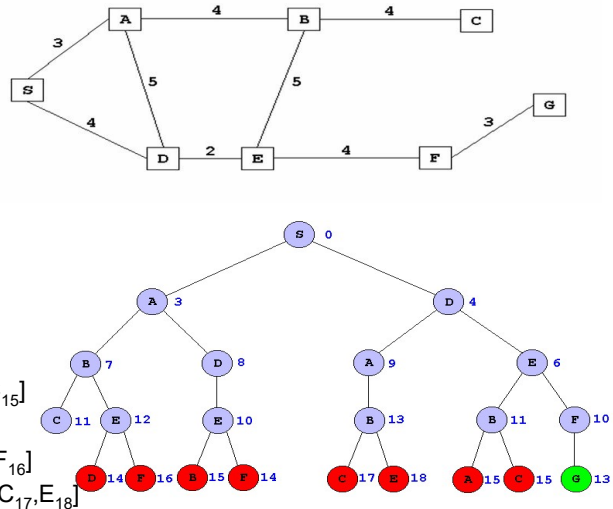 A 4 B 4 C
3
S 5 5 G
4 3
D 2 E 4 F
S 0
A 3 D 4
B 7 D 8 A 9 E 6
15]
C 11 E 12 E 10 B 13 B 11 F 10
F16]
D 14 F 16 B 15 F 14 C 17 E 18 A 15 C 15 G 13
C17,E18]